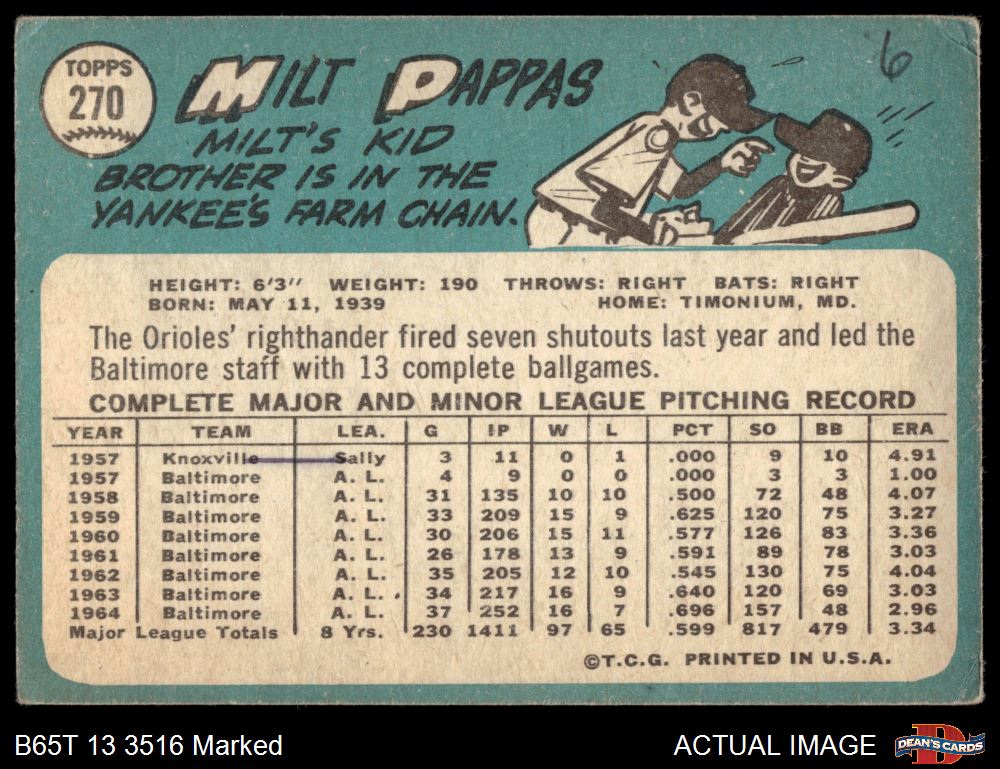 TOPPS
270
MILT PAPPAS
6
MILT'S KID
BROTHER IS IN THE
YANKEE'S FARM CHAIN.
HEIGHT: 6'3" WEIGHT: 190 THROWS: RIGHT BATS: RIGHT
BORN: MAY 11, 1939 HOME: TIMONIUM, MD.
The Orioles' righthander fired seven shutouts last year and led the
Baltimore staff with 13 complete ballgames.
COMPLETE MAJOR AND MINOR LEAGUE PITCHING RECORD
YEAR TEAM LEA. G IP W L PCT SO BB ERA
1957 Knoxville Sally 3 11 0 1 .000 9 10 4.91
1957 Baltimore A. L. 4 9 0 0 .000 3 3 1.00
1958 Baltimore A. L. 31 135 10 10 .500 72 48 4.07
1959 Baltimore A. L. 33 209 15 9 .625 120 75 3.27
1960 Baltimore A. L. 30 206 15 11 .577 126 83 3.36
1961 Baltimore A. L. 26 178 13 9 .591 89 78 3.03
1962 Baltimore A. L. 35 205 12 10 .545 130 75 4.04
1963 Baltimore A. L. 34 217 16 9 .640 120 69 3.03
1964 Baltimore A. L. 37 252 16 7 .696 157 48 2.96
Major League Totals 8 Yrs. 230 1411 97 65 .599 817 479 3.34
©T.C.G. PRINTED IN U.S.A.
B65T 13 3516 Marked
ACTUAL IMAGE
DEAN'S CARDS